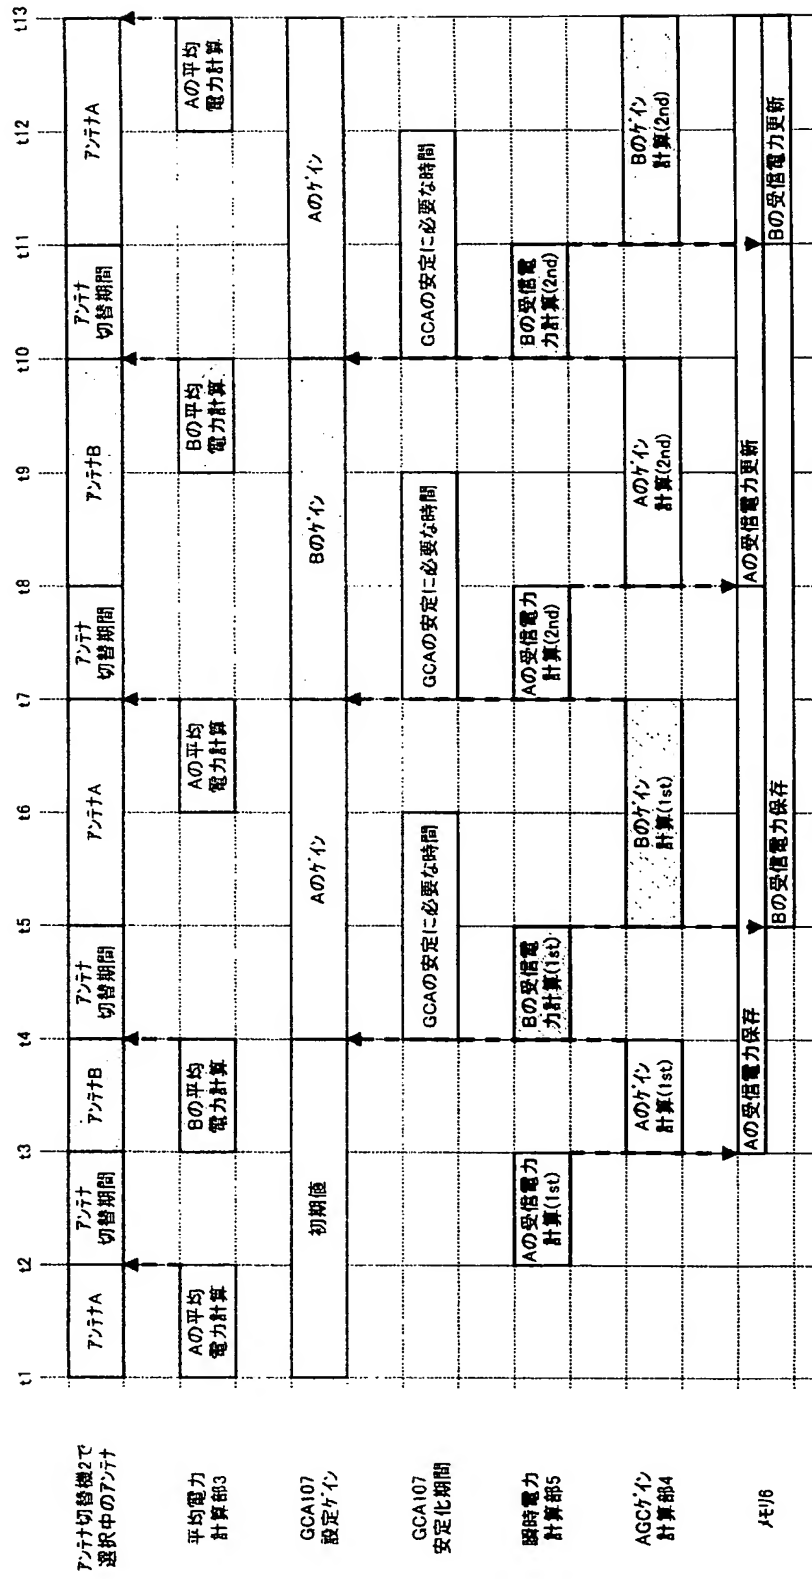 t1
t2
t3
t4
t5
t6
t7
t8
t9
t10
t11
t12
t13
アンテナ切替機2で
選択中のアンテナ
アンテナA
アンテナ
切替期間
アンテナB
アンテナ
切替期間
アンテナA
アンテナ
切替期間
アンテナB
アンテナ
切替期間
アンテナA
平均電力
計算部3
Aの平均
電力計算
Bの平均
電力計算
Aの平均
電力計算
Bの平均
電力計算
Aの平均
電力計算
GCA107
設定ゲイン
初期値
Aのゲイン
Bのゲイン
Aのゲイン
GCA107
安定化期間
GCAの安定に必要な時間
GCAの安定に必要な時間
GCAの安定に必要な時間
瞬時電力
計算部5
Aの受信電力
計算(1st)
Bの受信電
力計算(1st)
Aの受信電力
計算(2nd)
Bの受信電
力計算(2nd)
AGCゲイン
計算部4
Aのゲイン
計算(1st)
Bのゲイン
計算(1st)
Aのゲイン
計算(2nd)
Bのゲイン
計算(2nd)
メモリ6
Aの受信電力保存
Aの受信電力更新
Bの受信電力保存
Bの受信電力更新